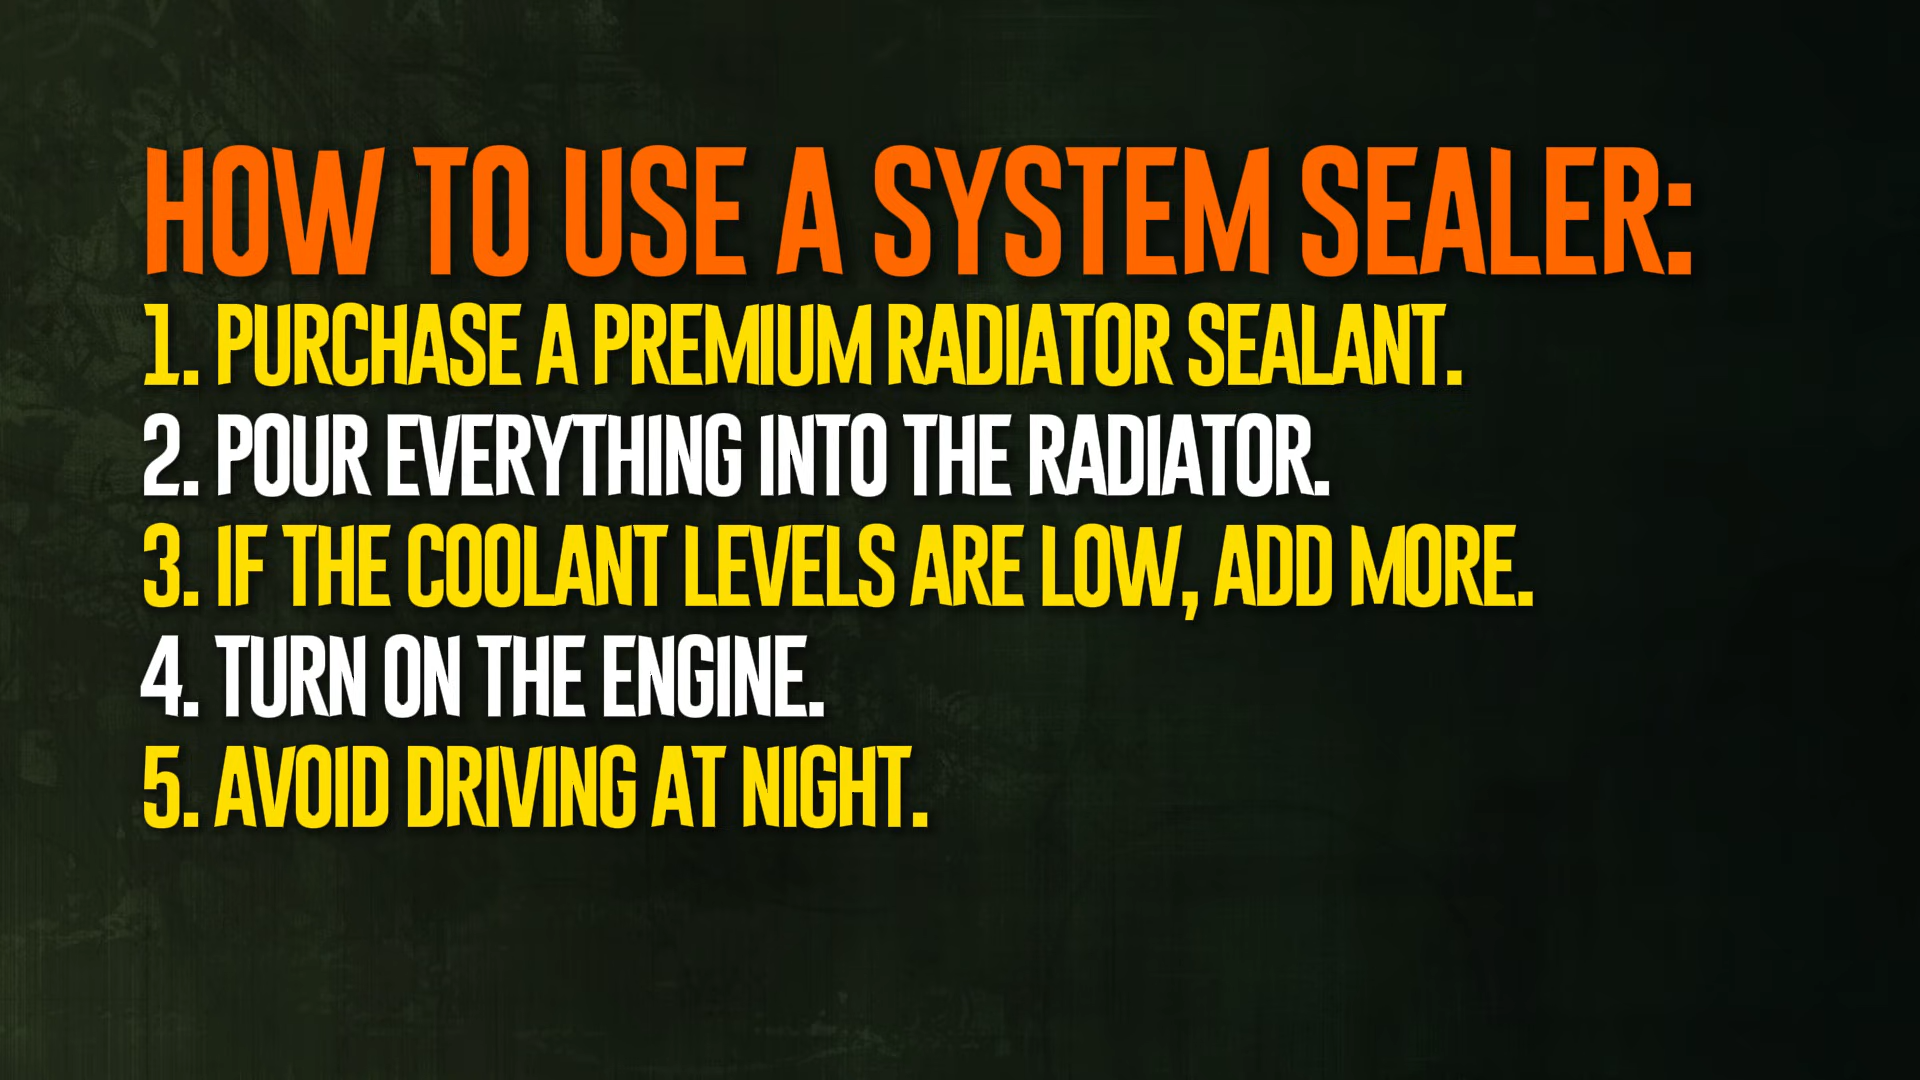 HOW TO USE A SYSTEM SEALER:
1. PURCHASE A PREMIUM RADIATOR SEALANT.
2. POUR EVERYTHING INTO THE RADIATOR.
3. IF THE COOLANT LEVELS ARE LOW, ADD MORE.
4. TURN ON THE ENGINE.
5. AVOID DRIVING AT NIGHT.